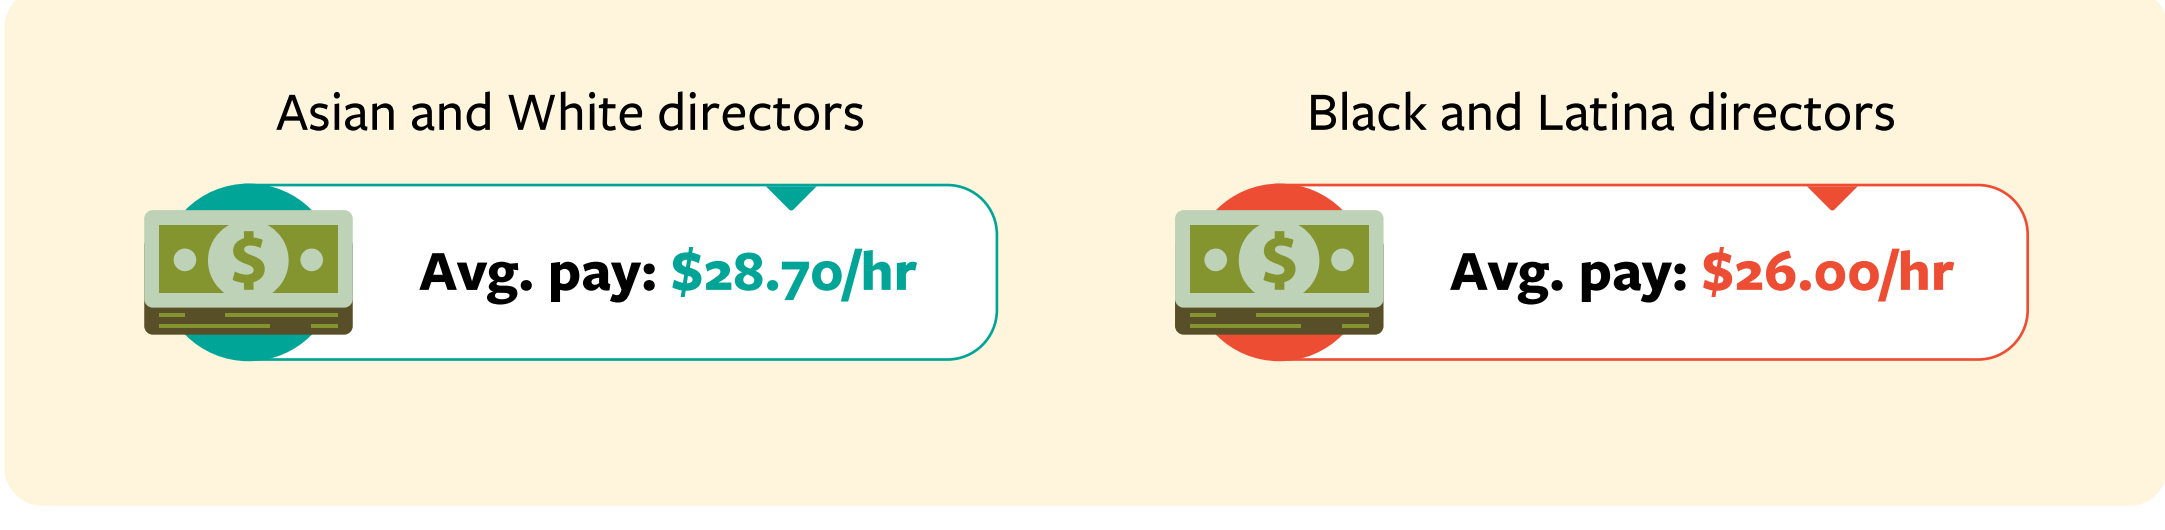 Asian and White directors
$
Avg. pay: $28.70/hr
Black and Latina directors
$
Avg. pay: $26.00/hr